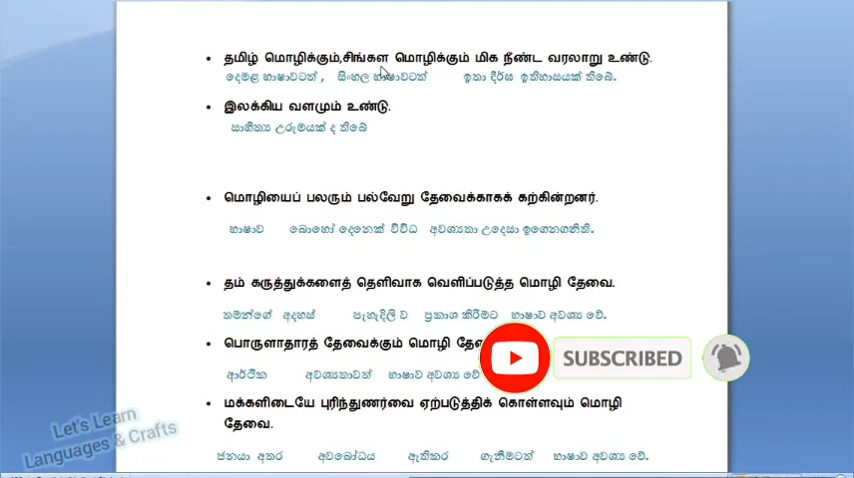 தமிழ் மொழிக்கும்,சிங்கள மொழிக்கும் மிக நீண்ட வரலாறு உண்டு.
දෙමළ භාෂාවටත් , සිංහල භාෂාවටත් ඉතා දීර්ඝ ඉතිහාසයක් තිබේ.
இலக்கிய வளமும் உண்டு.
සාහිත්‍ය උරුමයක් ද තිබේ
மொழியைப் பலரும் பல்வேறு தேவைக்காகக் கற்கின்றனர்.
භාෂාව බොහෝ දෙනෙක් විවිධ අවශ්‍යතා උදෙසා ඉගෙනගනිති.
தம் கருத்துக்களைத் தெளிவாக வெளிப்படுத்த மொழி தேவை.
තමන්ගේ අදහස් පැහැදිලි ව ප්‍රකාශ කිරීමට භාෂාව අවශ්‍ය වේ.
பொருளாதாரத் தேவைக்கும் மொழி
ආර්ථික අවශ්‍යතාවත් භාෂාව අවශ්‍ය වේ
SUBSCRIBED
மக்களிடையே புரிந்துணர்வை ஏற்படுத்திக் கொள்ளவும் மொழி
தேவை.
ජනයා අතර අවබෝධය ඇතිකර ගැනීමටත් භාෂාව අවශ්‍ය වේ.
Let's Learn
Languages & Crafts